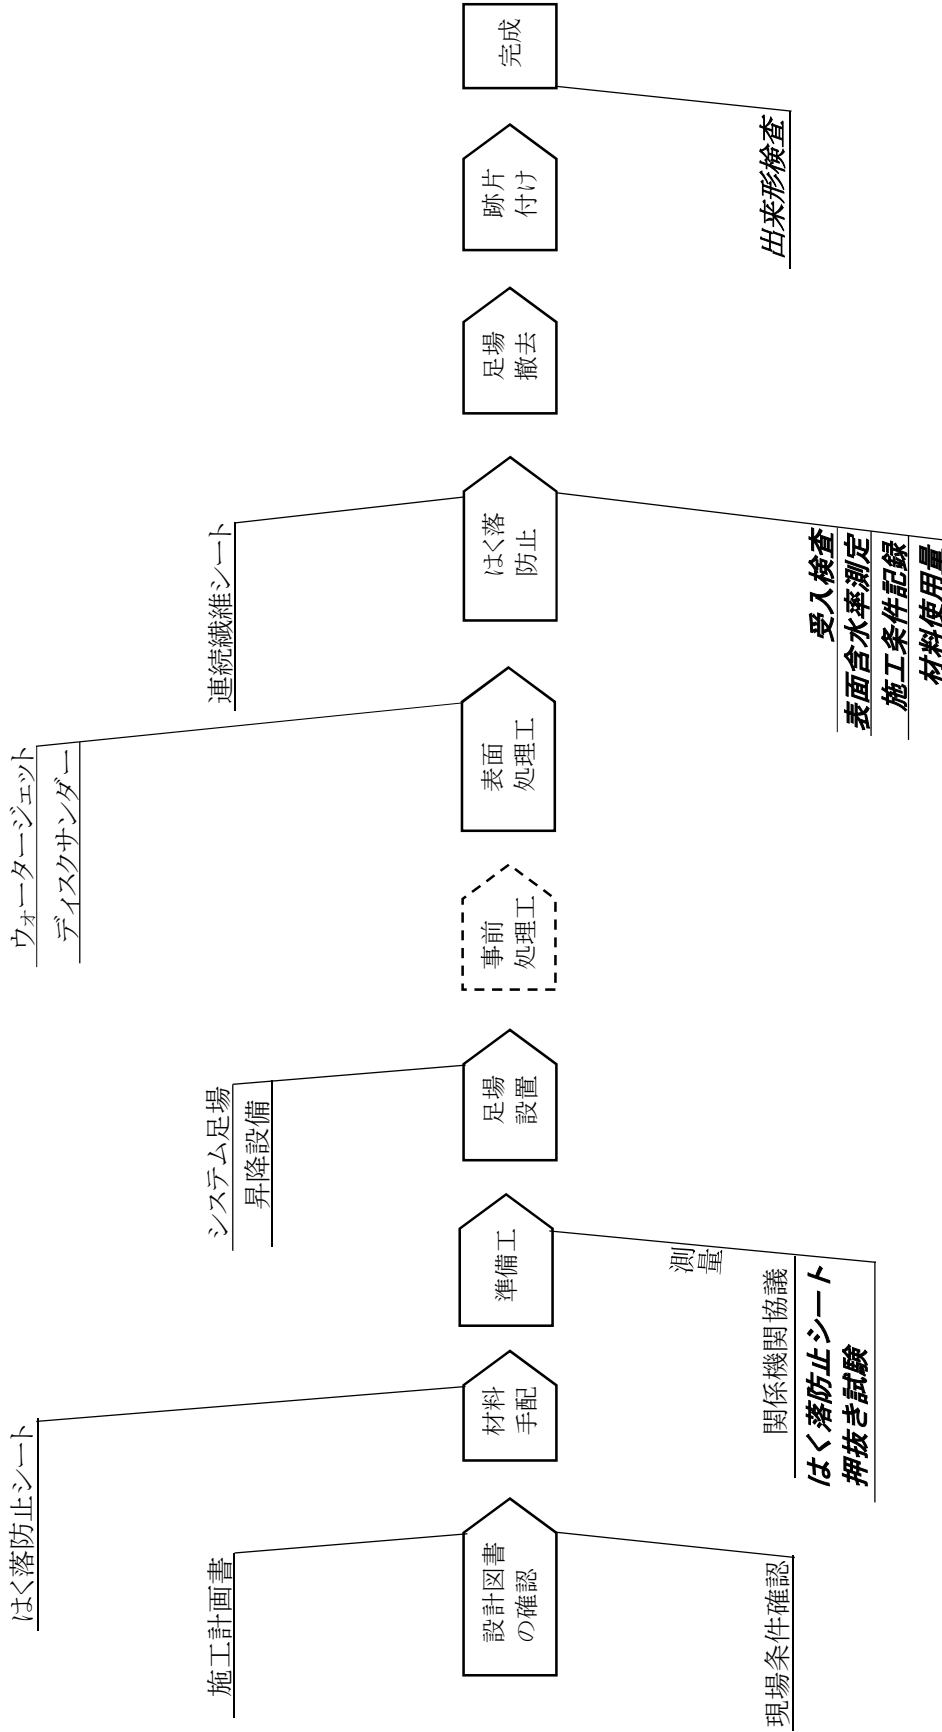 はく落防止シート
施工計画書
設計図書
の確認
現場条件確認
材料
手配
準備工
測
量
関係機関協議
はく落防止シート
押抜き試験
システム足場
昇降設備
足場
設置
事前
処理工
ウォータージェット
ディスクサンダー
表面
処理工
連続繊維シート
はく落
防止
受入検査
表面含水率測定
施工条件記録
材料使用量
足場
撤去
跡片
付け
完成
出来形検査